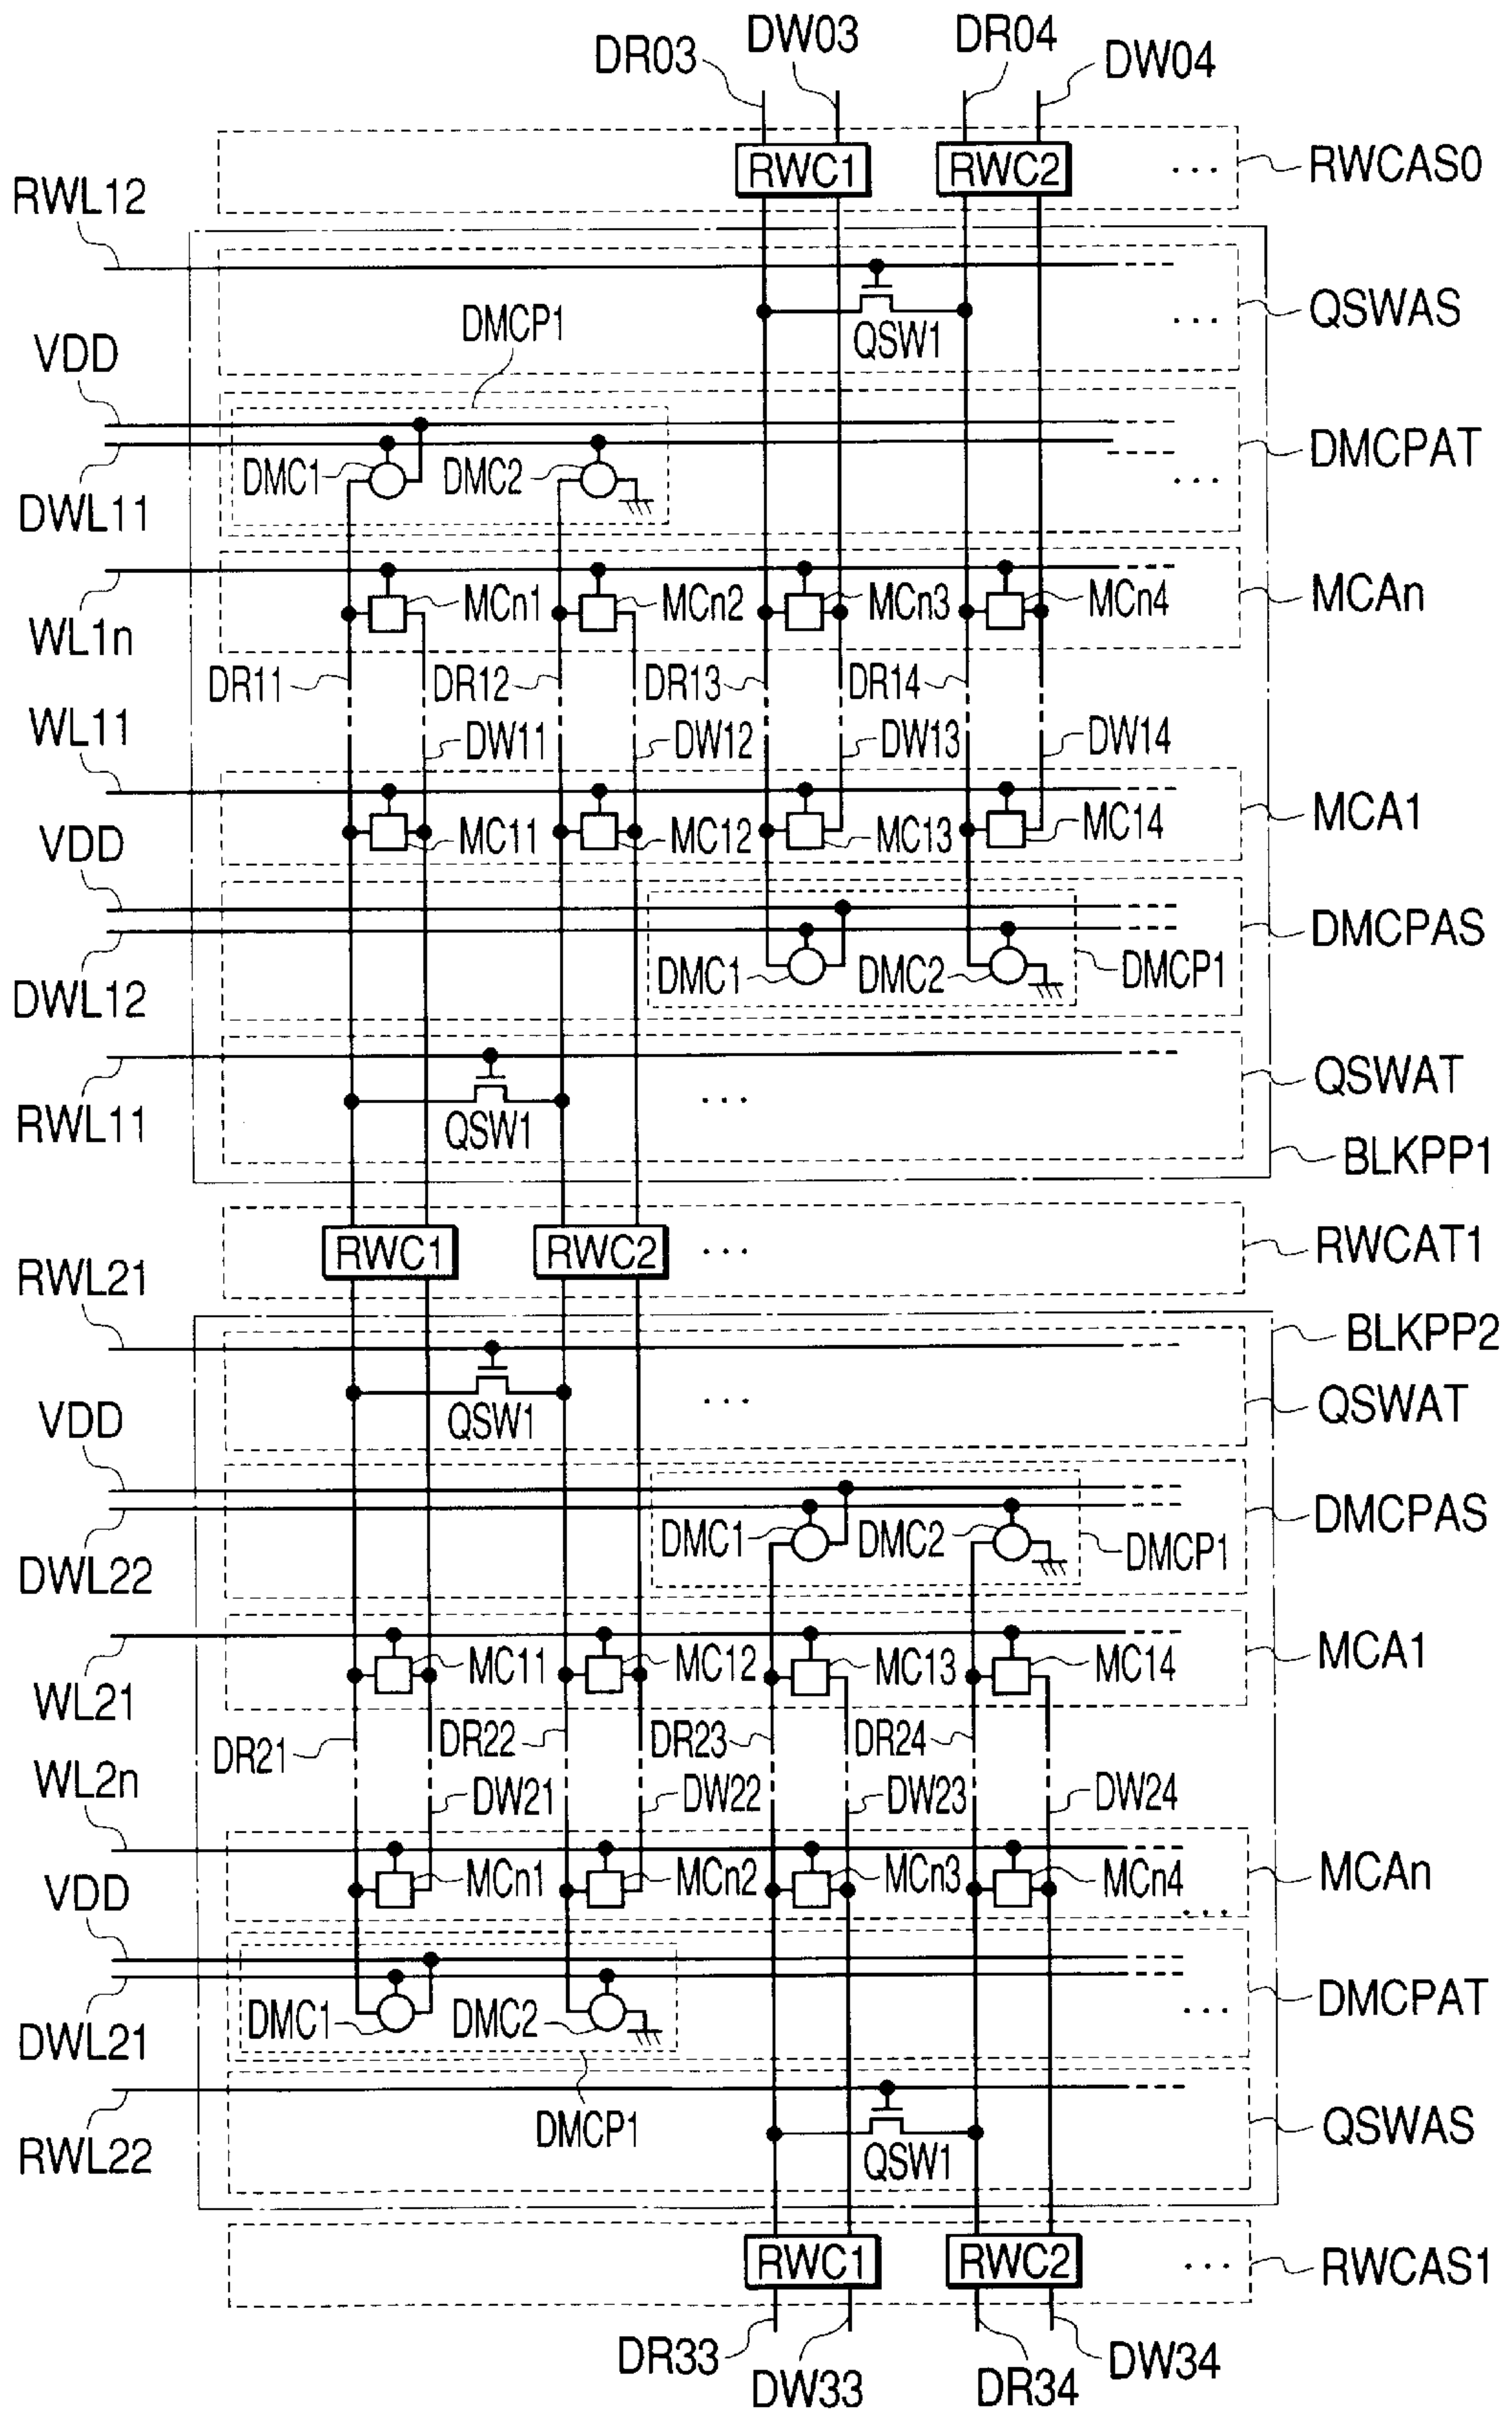 DR03 DW03 DR04 DW04
RWC1 RWC2 ... RWCAS0
RWL12
QSW1 ... QSWAS
DMCP1
VDD
DMC1 DMC2 ... DMCPAT
DWL11
MCn1 MCn2 MCn3 MCn4 MCAn
WL1n
DR11 DR12 DR13 DR14
WL11 DW11 DW12 DW13 DW14
MC11 MC12 MC13 MC14 MCA1
VDD
DMCPAS
DMC1 DMC2 DMCP1
DWL12
QSWAT
RWL11 QSW1 ...
BLKPP1
RWC1 RWC2 ... RWCAT1
RWL21
BLKPP2
QSW1 ... QSWAT
VDD
DMCPAS
DMC1 DMC2 DMCP1
DWL22
MC11 MC12 MC13 MC14 MCA1
WL21
DR21 DR22 DR23 DR24
WL2n DW21 DW22 DW23 DW24
MCn1 MCn2 MCn3 MCn4 MCAn
VDD ...
DMC1 DMC2 ... DMCPAT
DWL21
DMCP1 QSWAS
RWL22 QSW1
RWC1 RWC2 ... RWCAS1
DR33 DW33 DR34 DW34